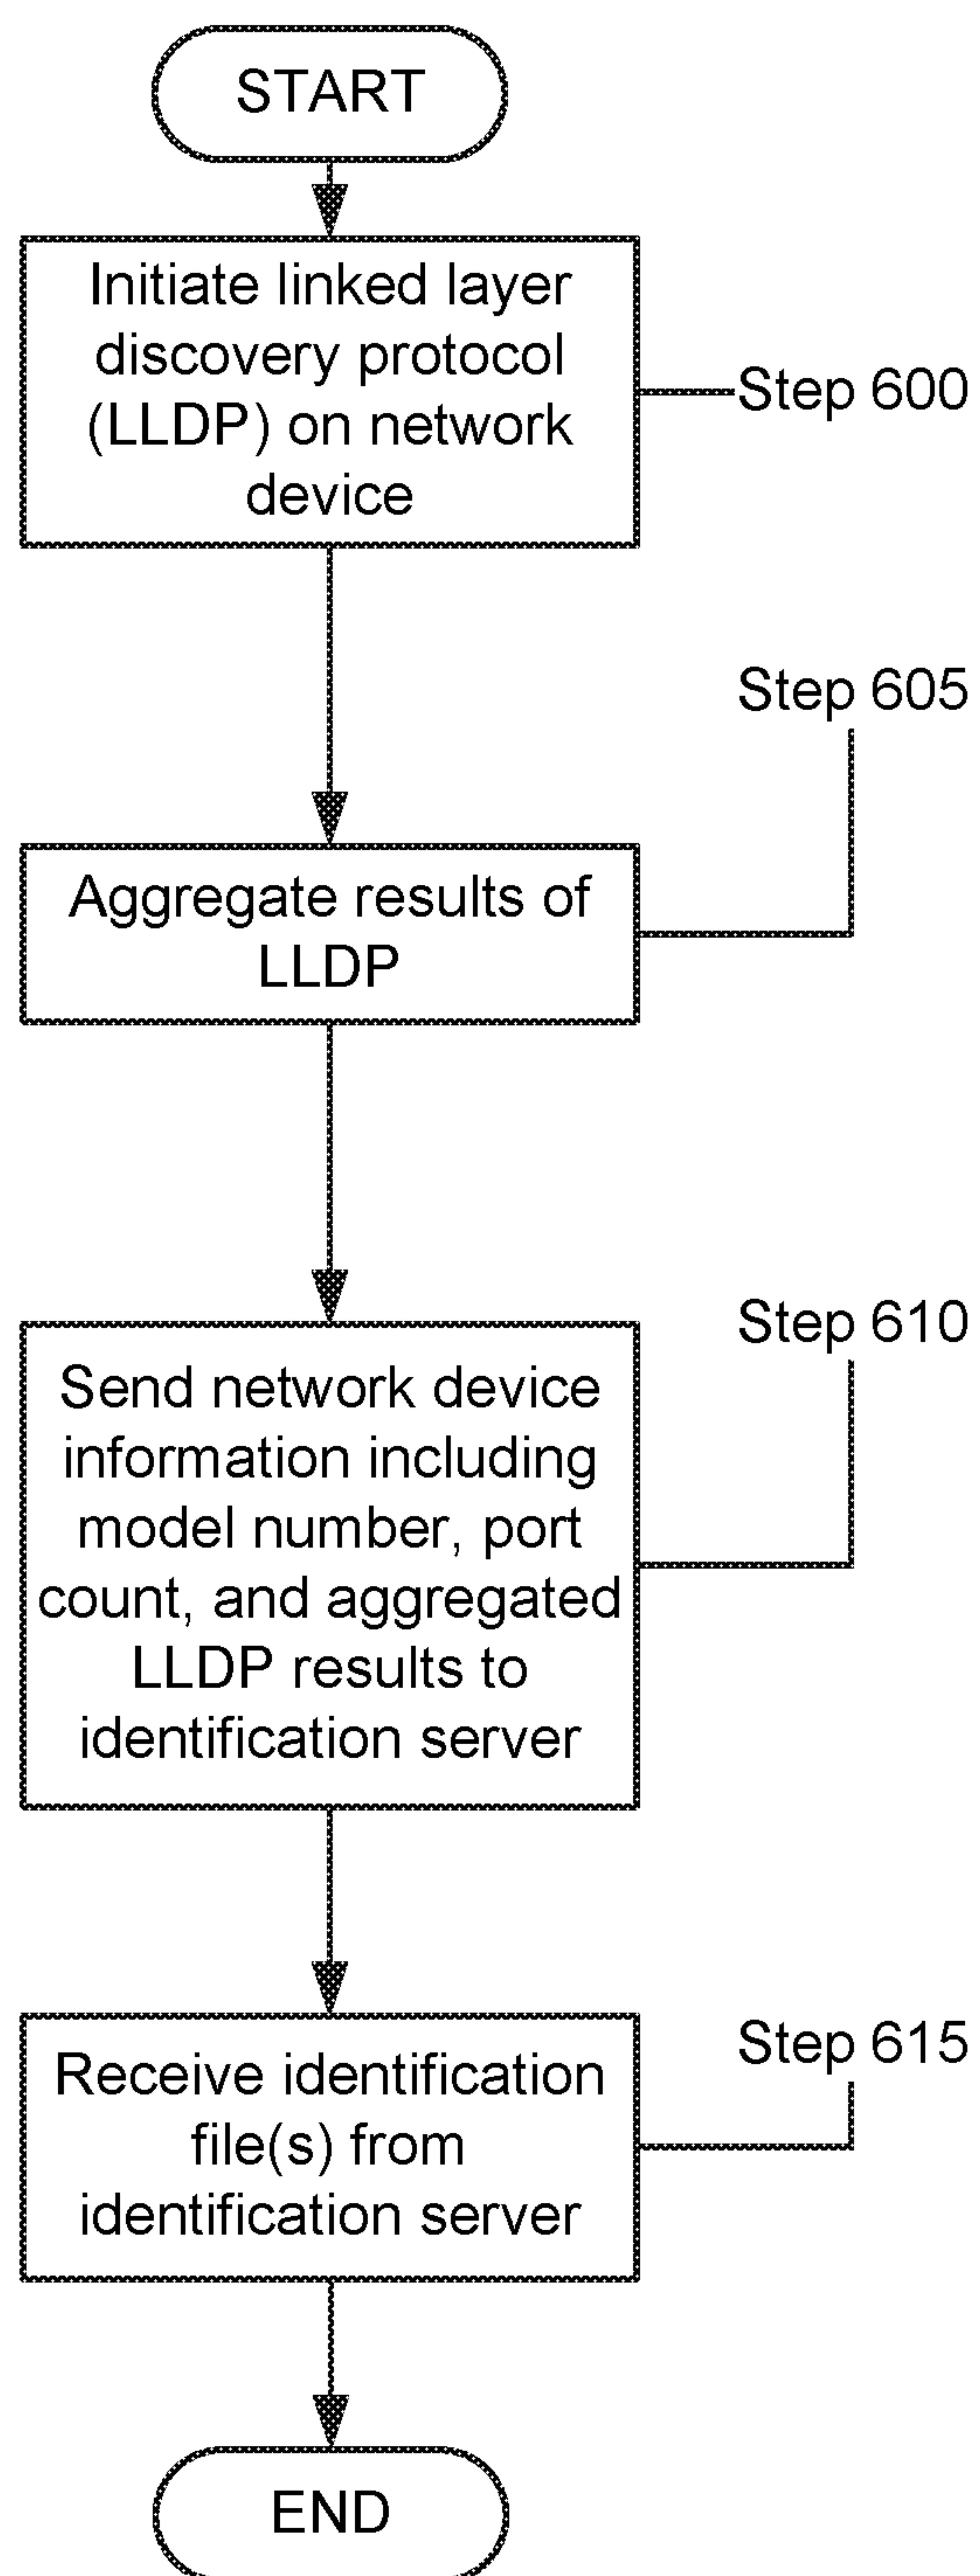 START
Initiate linked layer
discovery protocol
(LLDP) on network
device
Step 600
Step 605
Aggregate results of
LLDP
Step 610
Send network device
information including
model number, port
count, and aggregated
LLDP results to
identification server
Step 615
Receive identification
file(s) from
identification server
END